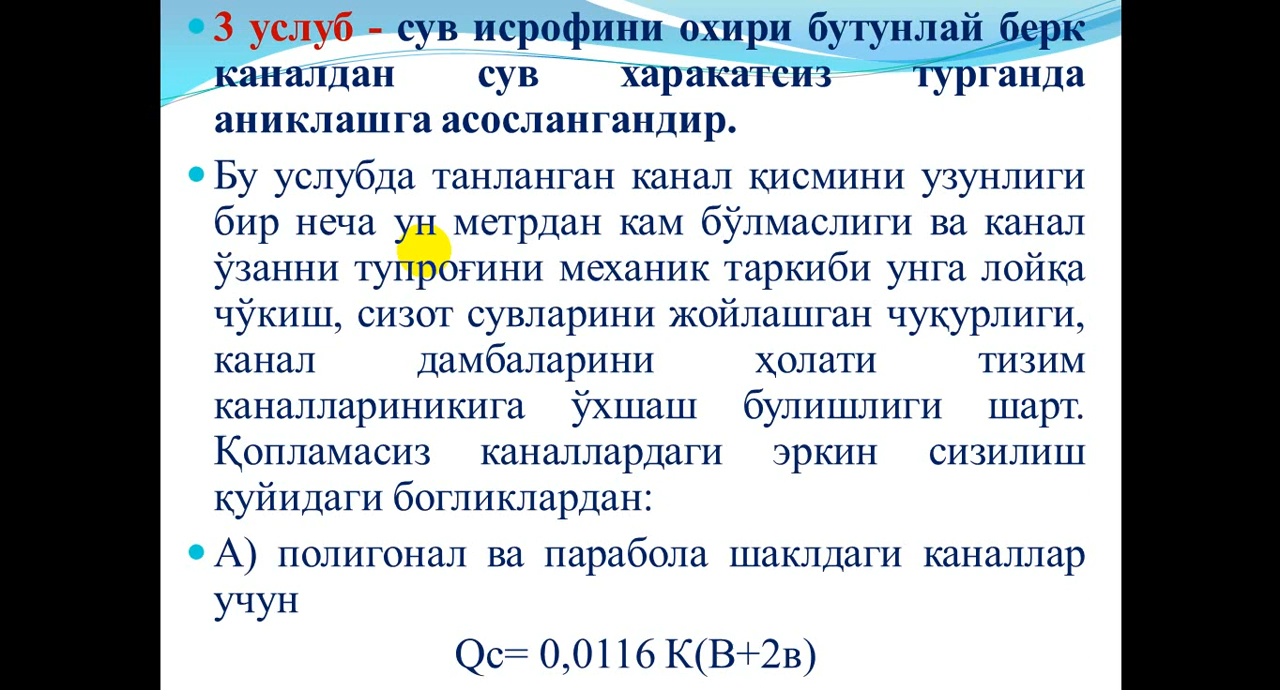 3 услуб - сув исрофини охири бутунлай берк
каналдан сув харакатсиз турганда
аниклашга асослангандир.
Бу услубда танланган канал қисмини узунлиги
бир неча ун метрдан кам бўлмаслиги ва канал
ўзанни тупроғини механик таркиби унга лойқа
чўкиш, сизот сувларини жойлашган чуқурлиги,
канал дамбаларини ҳолати тизим
каналлариникига ўхшаш булишлиги шарт.
Қопламасиз каналлардаги эркин сизилиш
қуйидаги богликлардан:
А) полигонал ва парабола шаклдаги каналлар
учун
Qс= 0,0116 К(В+2в)